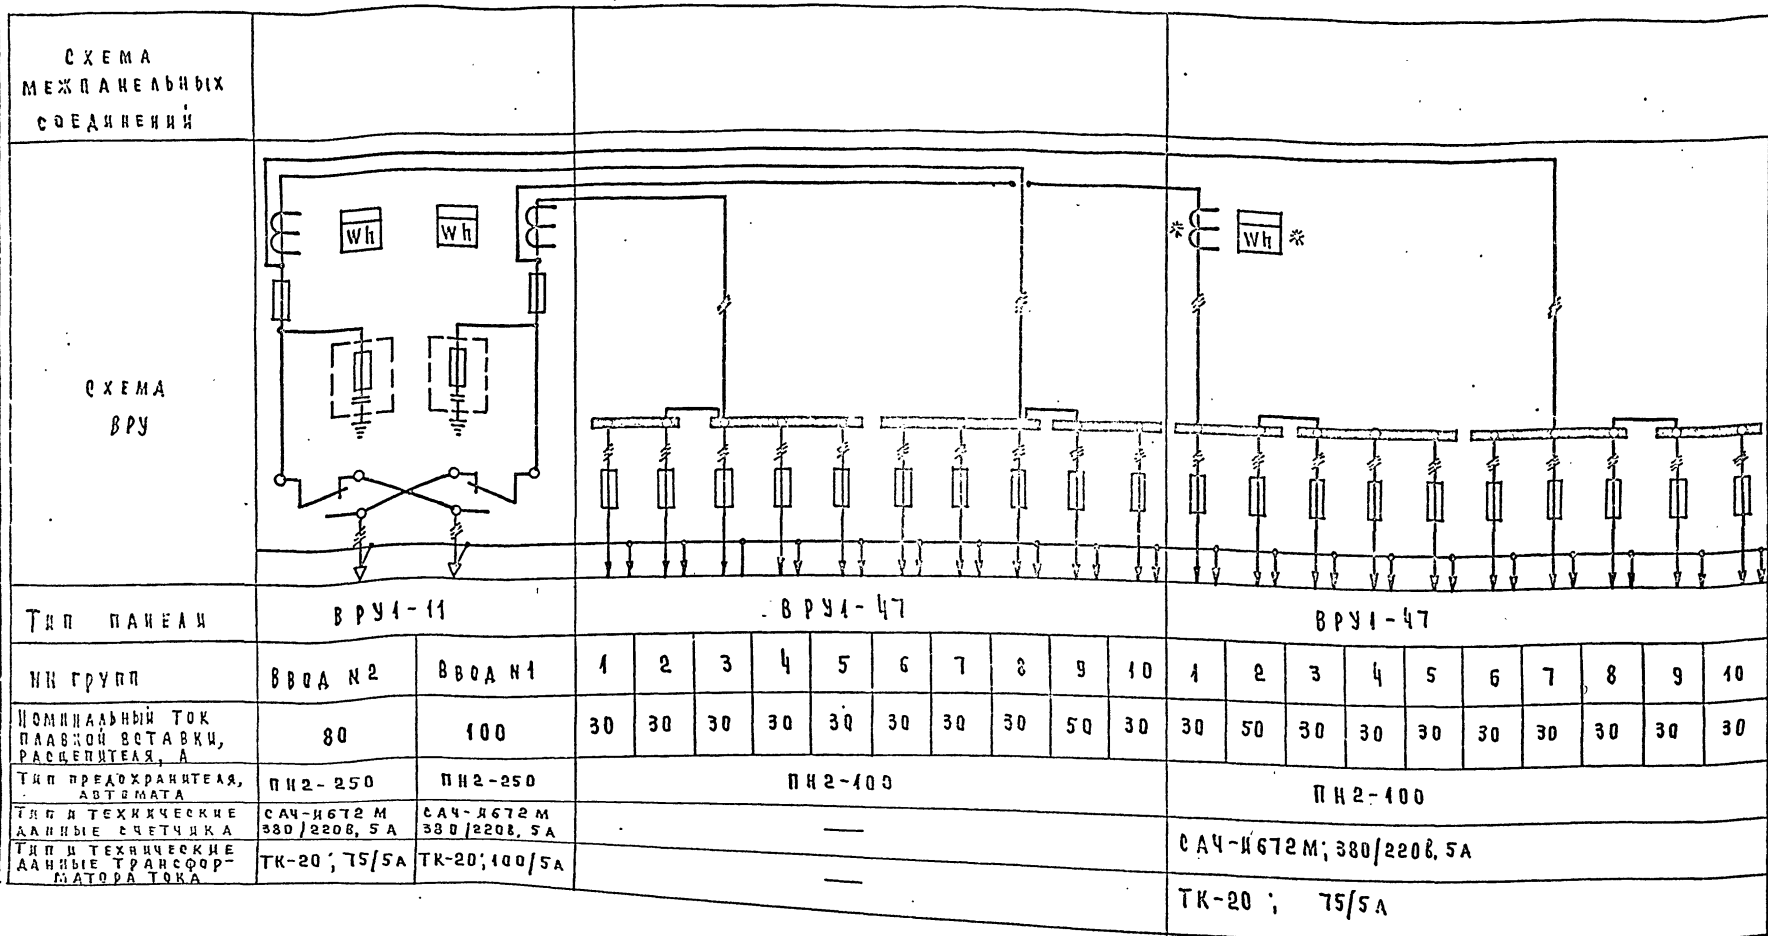 СХЕМА
МЕЖПАНЕЛЬНЫХ
СОЕДИНЕНИЙ
Wh
Wh
*
Wh *
СХЕМА
ВРУ
ТИП ПАНЕЛИ
ВРУ1-11
ВРУ1-47
ВРУ1-47
НН ГРУПП
ВВОД N2
ВВОД N1
1 2 3 4 5 6 7 8 9 10
1 2 3 4 5 6 7 8 9 10
НОМИНАЛЬНЫЙ ТОК
ПЛАВКОЙ ВСТАВКИ,
РАСЦЕПИТЕЛЯ, А
80
100
30 30 30 30 30 30 30 30 50 30
30 50 30 30 30 30 30 30 30 30
ТИП ПРЕДОХРАНИТЕЛЯ,
АВТОМАТА
ПН2-250
ПН2-250
ПН2-100
ПН2-100
ТИП И ТЕХНИЧЕСКИЕ
ДАННЫЕ СЧЕТЧИКА
САЧ-И672М
380/220В, 5А
САЧ-И672М
380/220В, 5А
—
САЧ-И672М; 380/220В, 5А
ТИП И ТЕХНИЧЕСКИЕ
ДАННЫЕ ТРАНСФОР-
МАТОРА ТОКА
ТК-20; 75/5А
ТК-20; 100/5А
—
ТК-20; 75/5А